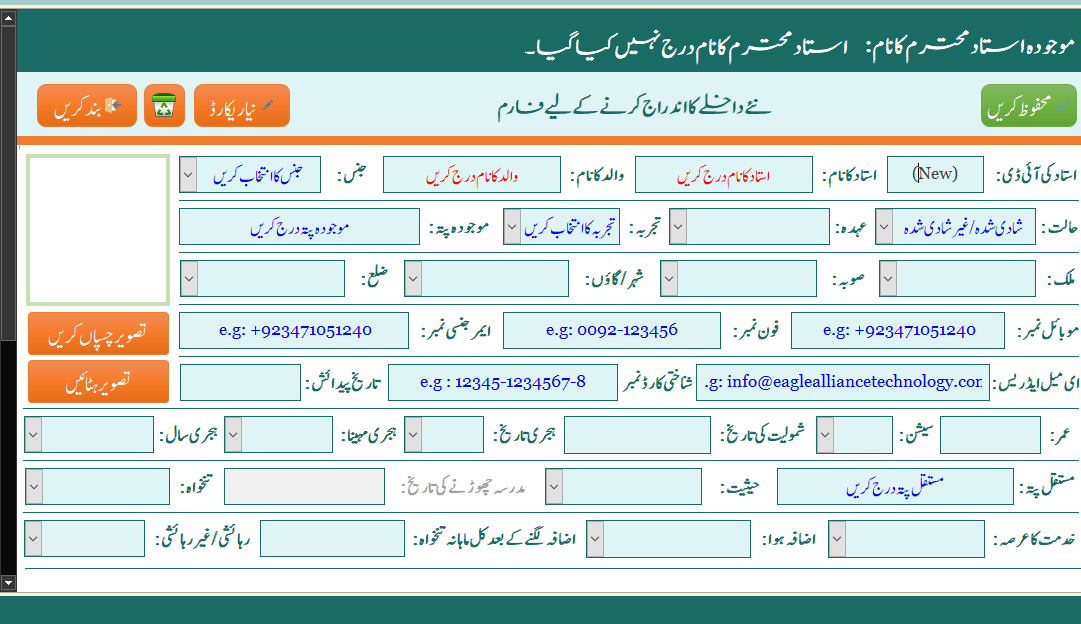 موجودہ استاد محترم کا نام: استاد محترم کا نام درج نہیں کیا گیا۔
محفوظ کریں نئے داخلے کا اندراج کرنے کے لیے فارم نیا ریکارڈ بند کریں
استاد کی آئی ڈی: (New) استاد کا نام: استاد کا نام درج کریں والد کا نام: والد کا نام درج کریں جنس: جنس کا انتخاب کریں
حالت: شادی شدہ/غیر شادی شدہ عہدہ: تجربہ: تجربہ کا انتخاب کریں موجودہ پتہ: موجودہ پتہ درج کریں
ملک: صوبہ: شہر/گاؤں: ضلع:
موبائل نمبر: e.g: +923471051240 فون نمبر: e.g: 0092-123456 ایمرجنسی نمبر: e.g: +923471051240 تصویر چسپاں کریں
ای میل ایڈریس: .g: info@eaglealliancetechnology.cor شناختی کارڈ نمبر e.g : 12345-1234567-8 تاریخ پیدائش: تصویر ہٹائیں
عمر: سیشن: شمولیت کی تاریخ: ہجری تاریخ: ہجری مہینا: ہجری سال:
مستقل پتہ: مستقل پتہ درج کریں حیثیت: مدرسہ چھوڑنے کی تاریخ: تنخواہ:
خدمت کا عرصہ: اضافہ ہوا: اضافہ لگنے کے بعد کل ماہانہ تنخواہ: رہائشی/غیر رہائشی: